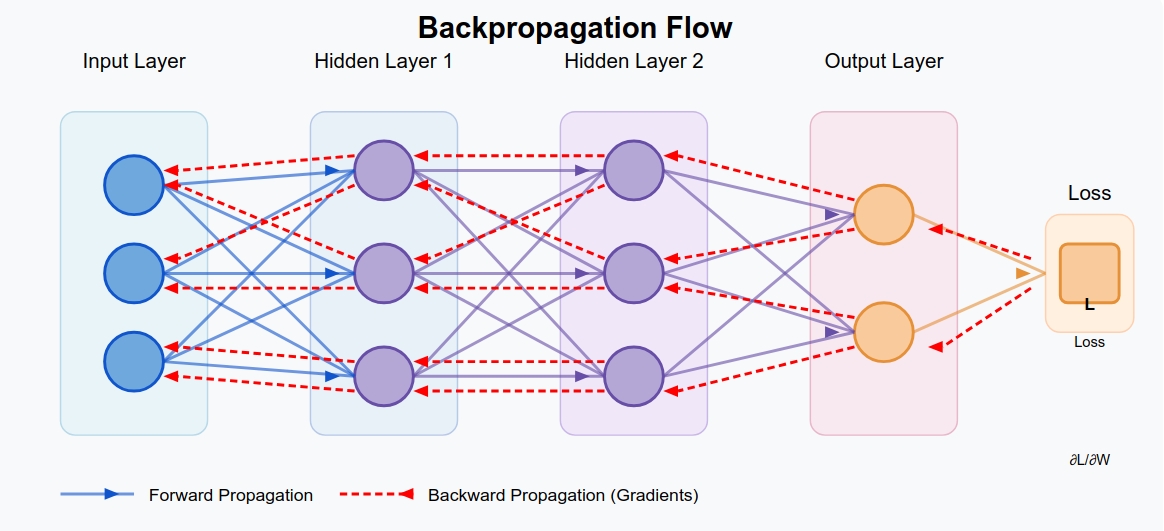 Backpropagation Flow
Input Layer
Hidden Layer 1
Hidden Layer 2
Output Layer
Loss
L
Loss
∂L/∂W
Forward Propagation
Backward Propagation (Gradients)